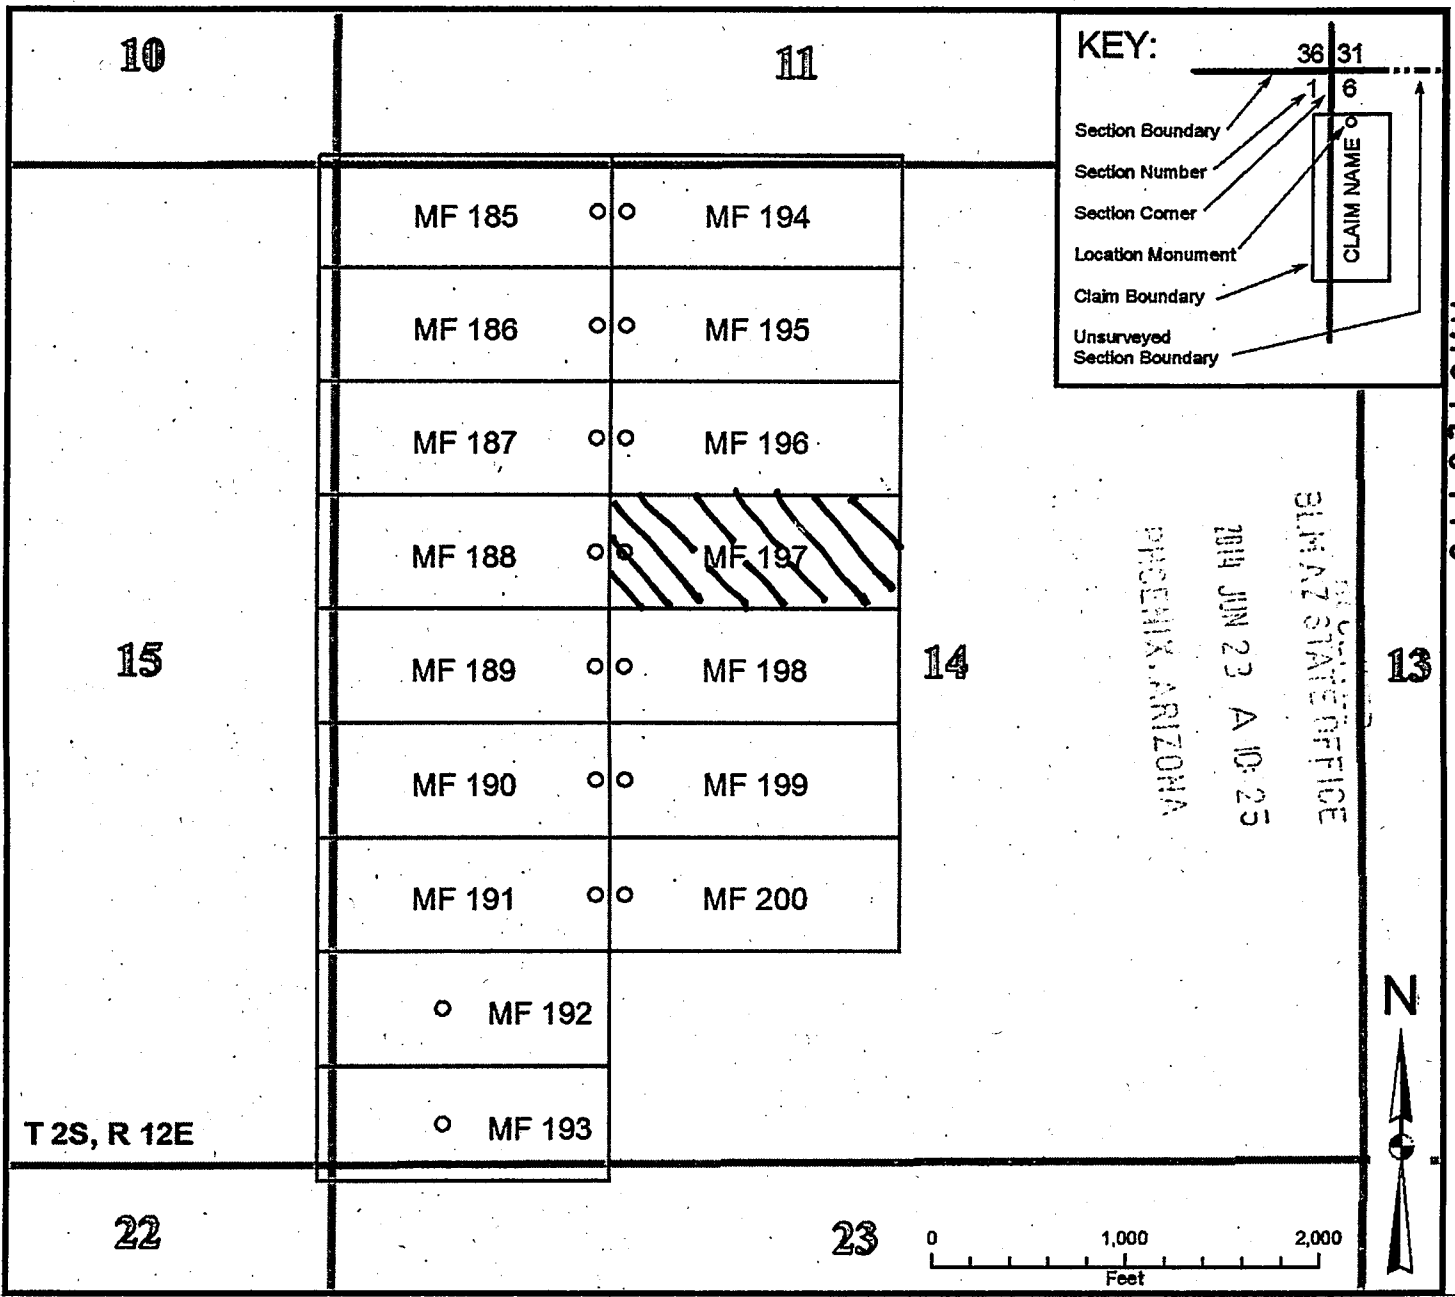 10
11
KEY:
36 31
1 6
Section Boundary
Section Number
Section Corner
Location Monument
Claim Boundary
Unsurveyed
Section Boundary
CLAIM NAME
MF 185
MF 194
MF 186
MF 195
MF 187
MF 196
MF 188
MF 197
15
MF 189
MF 198
14
13
MF 190
MF 199
MF 191
MF 200
MF 192
MF 193
BLM AZ STATE OFFICE
2014 JUN 23 A 10:25
PHOENIX, ARIZONA
N
T 2S, R 12E
22
23
0 1,000 2,000
Feet